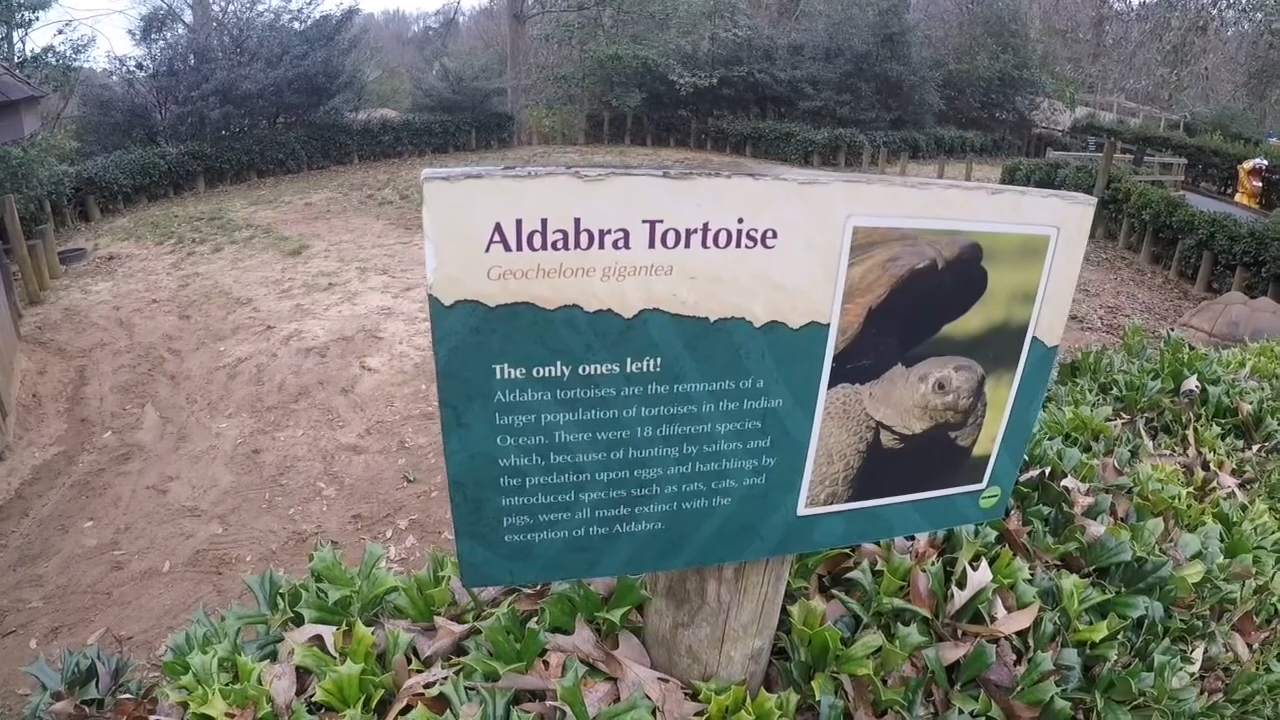 Aldabra Tortoise
Geochelone gigantea
The only ones left!
Aldabra tortoises are the remnants of a
larger population of tortoises in the Indian
Ocean. There were 18 different species
which, because of hunting by sailors and
the predation upon eggs and hatchlings by
introduced species such as rats, cats, and
pigs, were all made extinct with the
exception of the Aldabra.